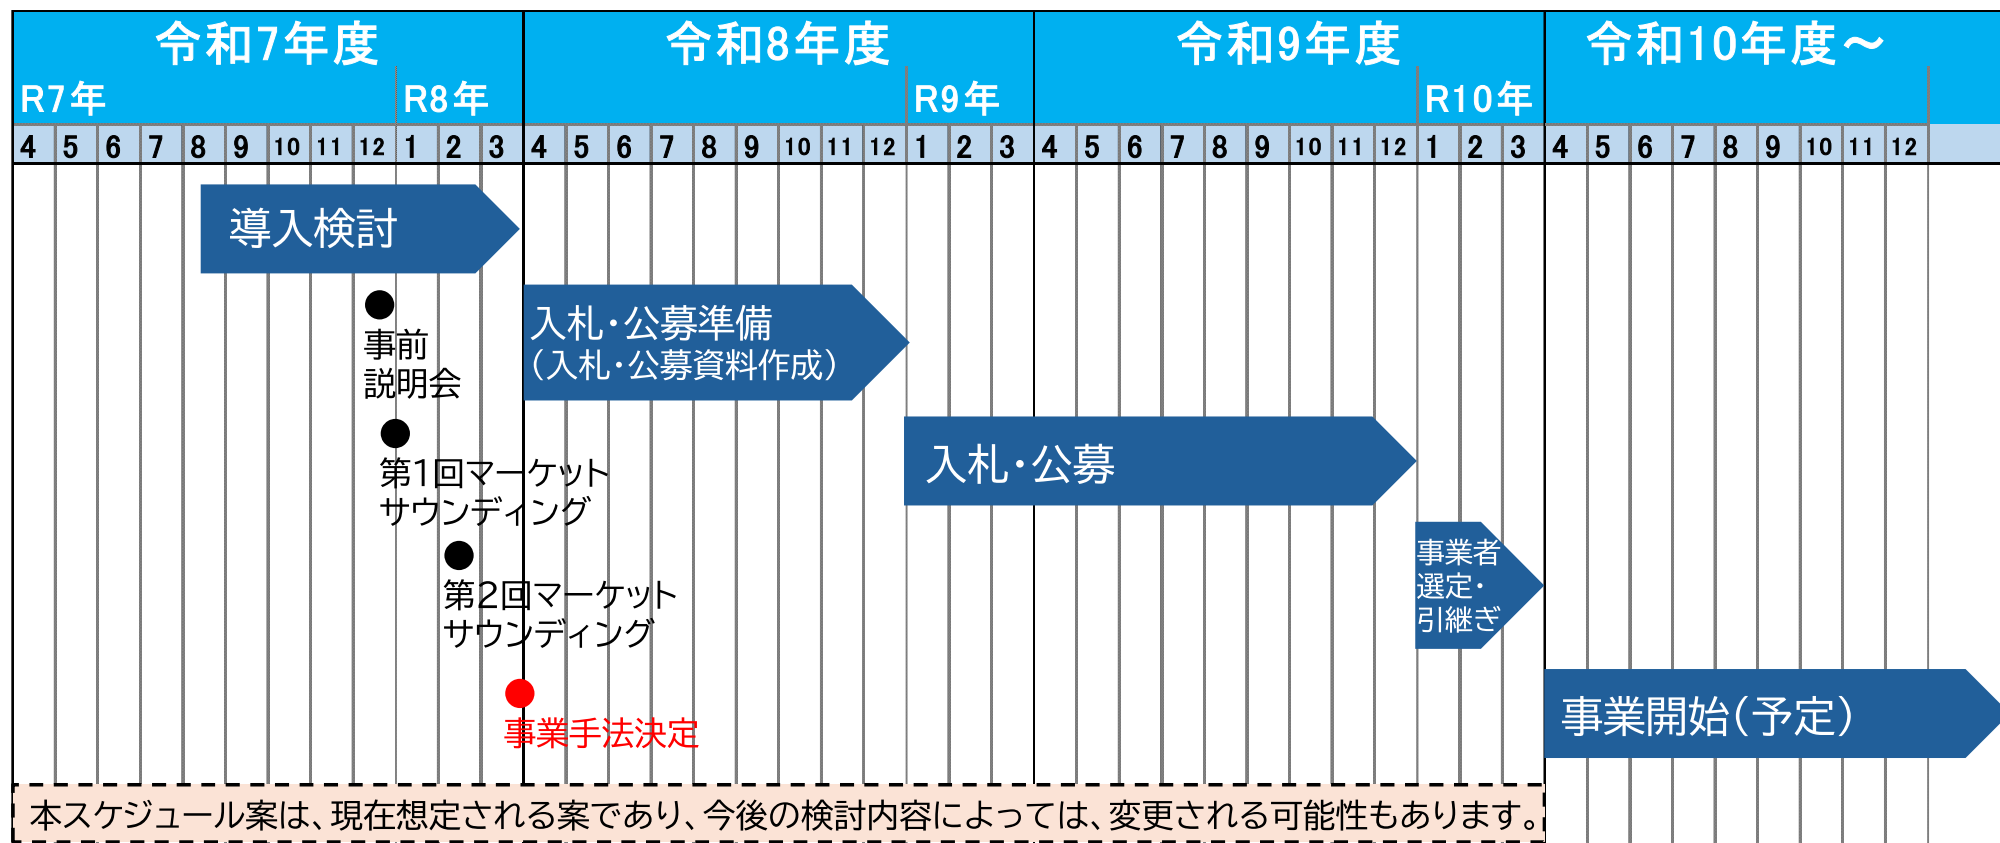 令和7年度 令和8年度 令和9年度 令和10年度～
R7年 R8年 R9年 R10年
4 5 6 7 8 9 10 11 12 1 2 3 4 5 6 7 8 9 10 11 12 1 2 3 4 5 6 7 8 9 10 11 12 1 2 3 4 5 6 7 8 9 10 11 12
導入検討
事前
説明会
入札・公募準備
（入札・公募資料作成）
第1回マーケット
サウンディング
入札・公募
第2回マーケット
サウンディング
事業者
選定・
引継ぎ
事業手法決定
事業開始（予定）
本スケジュール案は、現在想定される案であり、今後の検討内容によっては、変更される可能性もあります。